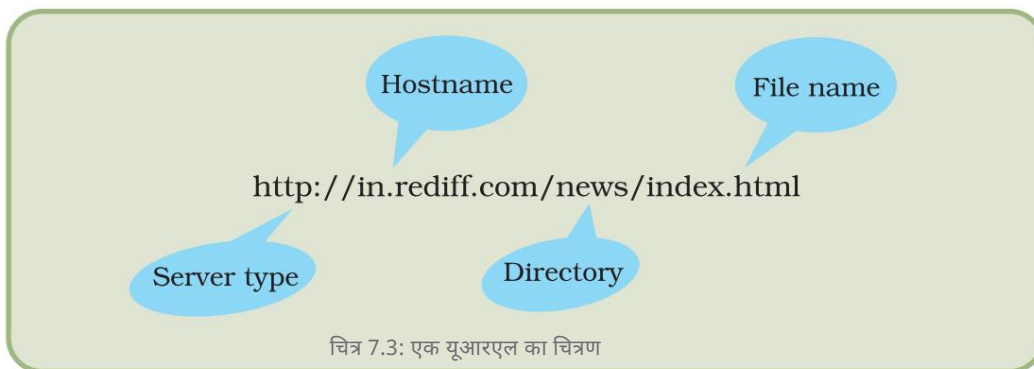 Hostname
File name
http://in.rediff.com/news/index.html
Server type
Directory
चित्र 7.3: एक यूआरएल का चित्रण